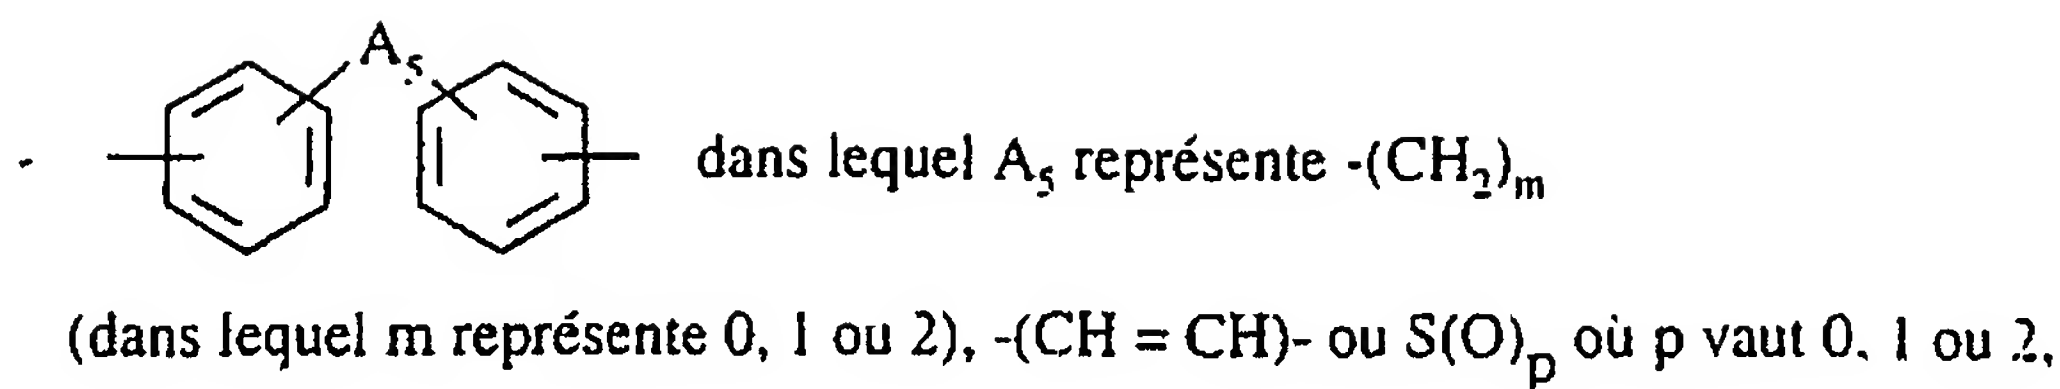 A₅
- dans lequel A₅ représente -(CH₂)ₘ
(dans lequel m représente 0, 1 ou 2), -(CH = CH)- ou S(O)ₚ où p vaut 0, 1 ou 2,